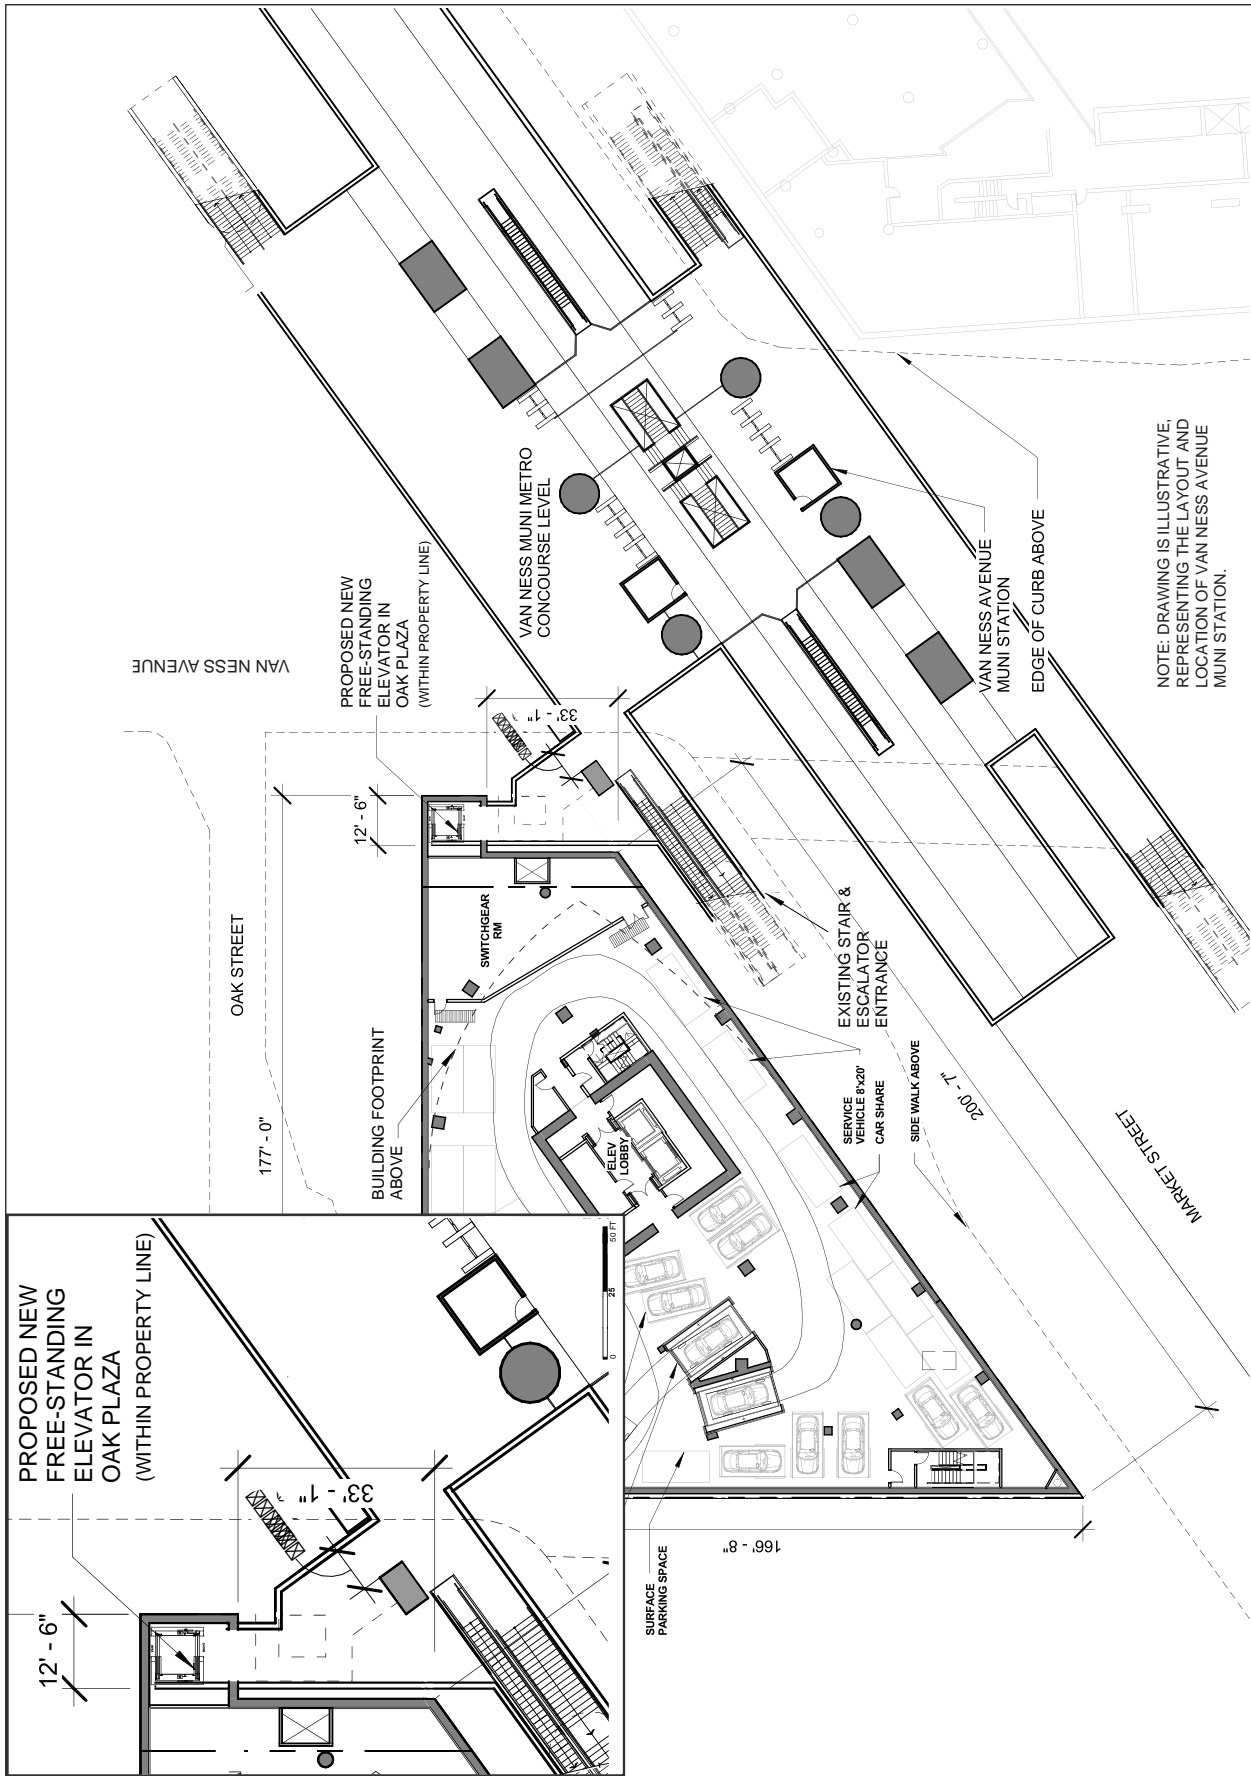 VAN NESS AVENUE
PROPOSED NEW
FREE-STANDING
ELEVATOR IN
OAK PLAZA
(WITHIN PROPERTY LINE)
VAN NESS MUNI METRO
CONCOURSE LEVEL
33' - 1"
12' - 6"
OAK STREET
177' - 0"
SWITCHGEAR
RM
BUILDING FOOTPRINT
ABOVE
ELEV
LOBBY
VAN NESS AVENUE
MUNI STATION
EDGE OF CURB ABOVE
NOTE: DRAWING IS ILLUSTRATIVE,
REPRESENTING THE LAYOUT AND
LOCATION OF VAN NESS AVENUE
MUNI STATION.
EXISTING STAIR &
ESCALATOR
ENTRANCE
SERVICE
VEHICLE 8'x20'
CAR SHARE
SIDE WALK ABOVE
200' - 7"
MARKET STREET
PROPOSED NEW
FREE-STANDING
ELEVATOR IN
OAK PLAZA
(WITHIN PROPERTY LINE)
33' - 1"
12' - 6"
0
25
50 FT
SURFACE
PARKING SPACE
166' - 8"